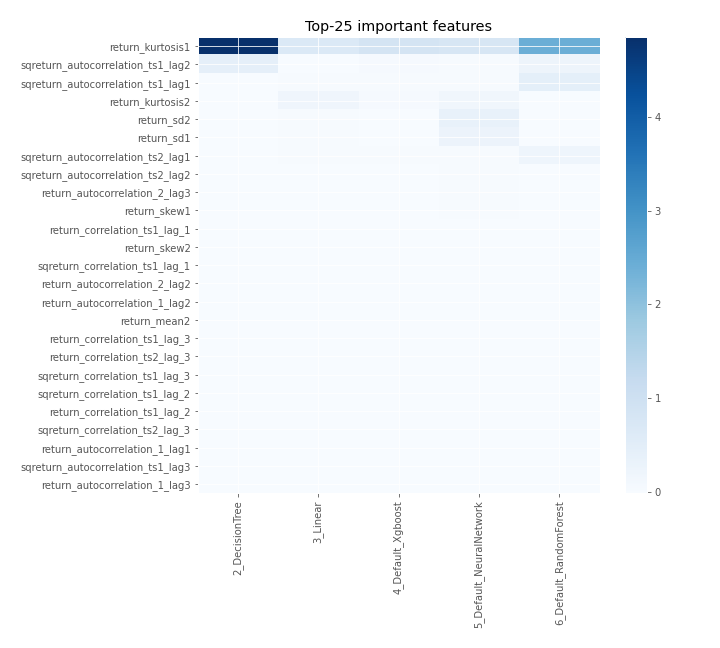 Top-25 important features
return_kurtosis1
sqreturn_autocorrelation_ts1_lag2
sqreturn_autocorrelation_ts1_lag1
return_kurtosis2
return_sd2
return_sd1
sqreturn_autocorrelation_ts2_lag1
sqreturn_autocorrelation_ts2_lag2
return_autocorrelation_2_lag3
return_skew1
return_correlation_ts1_lag_1
return_skew2
sqreturn_correlation_ts1_lag_1
return_autocorrelation_2_lag2
return_autocorrelation_1_lag2
return_mean2
return_correlation_ts1_lag_3
return_correlation_ts2_lag_3
sqreturn_correlation_ts1_lag_3
sqreturn_correlation_ts1_lag_2
return_correlation_ts1_lag_2
sqreturn_correlation_ts2_lag_3
return_autocorrelation_1_lag1
sqreturn_autocorrelation_ts1_lag3
return_autocorrelation_1_lag3
2_DecisionTree
3_Linear
4_Default_Xgboost
5_Default_NeuralNetwork
6_Default_RandomForest
4
3
2
1
0